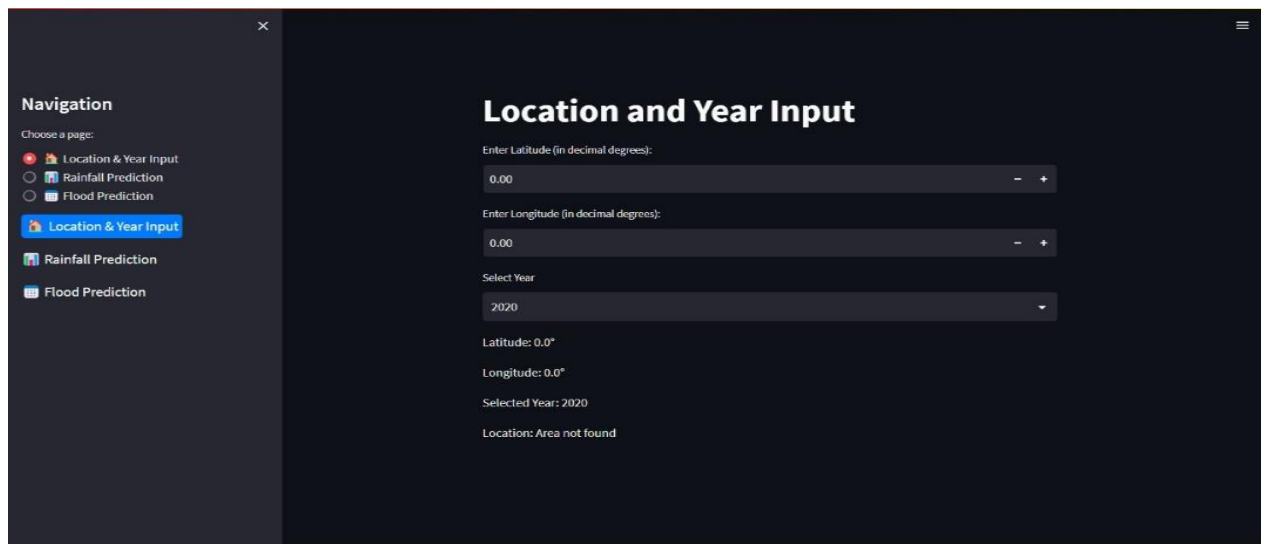 Navigation
Choose a page:
Location & Year Input
Rainfall Prediction
Flood Prediction
Location & Year Input
Rainfall Prediction
Flood Prediction
Location and Year Input
Enter Latitude (in decimal degrees):
0.00
Enter Longitude (in decimal degrees):
0.00
Select Year
2020
Latitude: 0.0°
Longitude: 0.0°
Selected Year: 2020
Location: Area not found